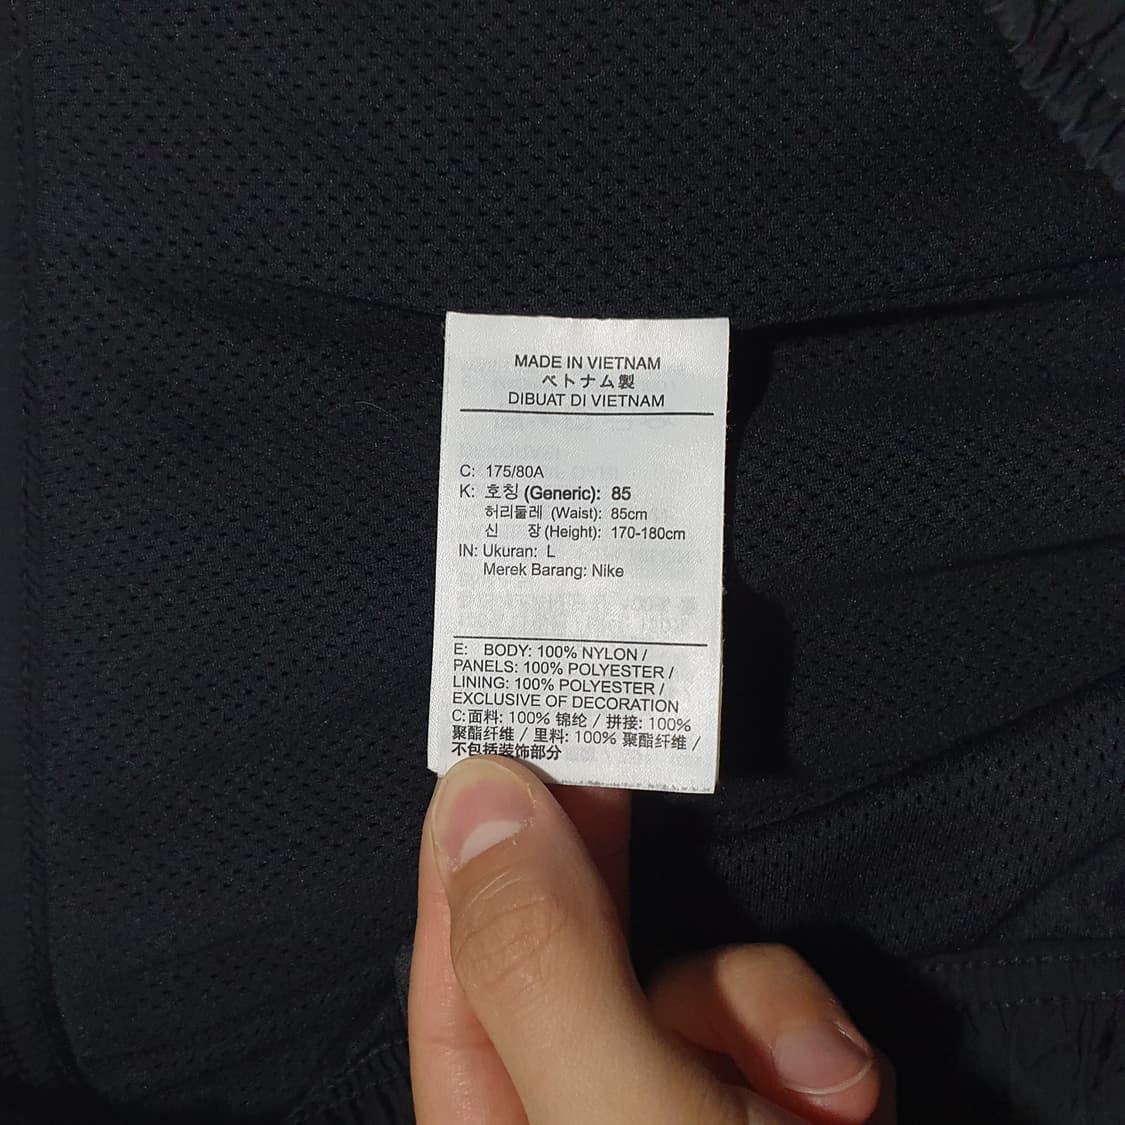 MADE IN VIETNAM
ベトナム製
DIBUAT DI VIETNAM
C: 175/80A
K: 호칭 (Generic): 85
허리둘레 (Waist): 85cm
신 장 (Height): 170-180cm
IN: Ukuran: L
Merek Barang: Nike
E: BODY: 100% NYLON /
PANELS: 100% POLYESTER /
LINING: 100% POLYESTER /
EXCLUSIVE OF DECORATION
C:面料: 100% 锦纶 / 拼接: 100%
聚酯纤维 / 里料: 100% 聚酯纤维 /
不包括装饰部分